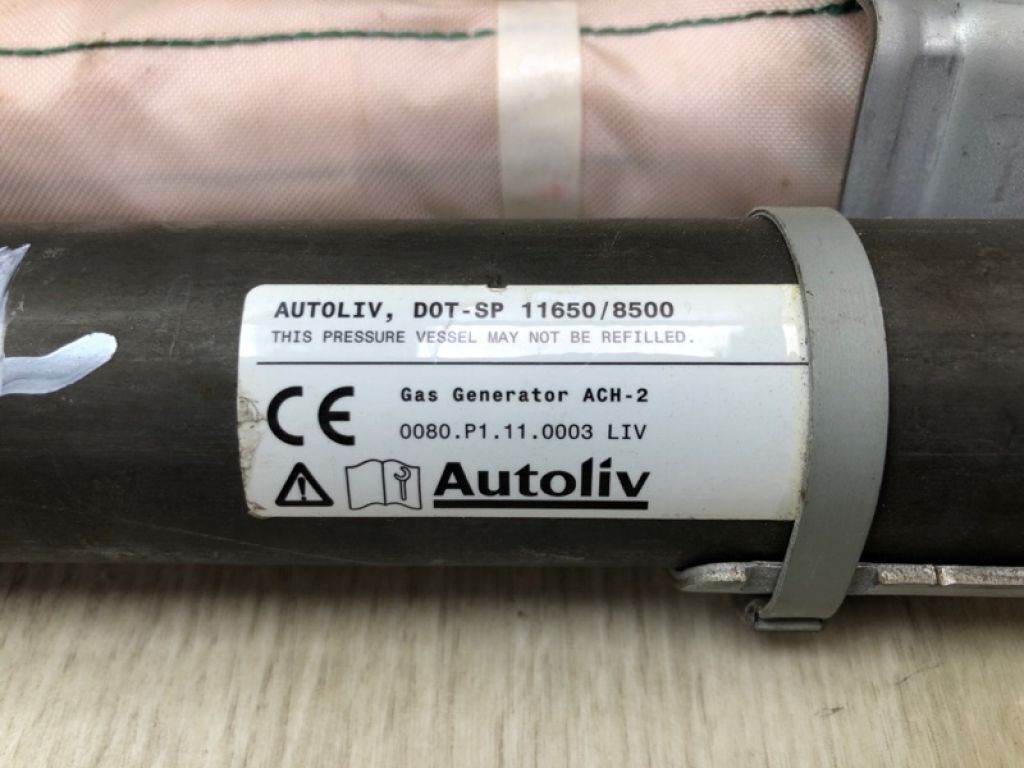 AUTOLIV, DOT-SP 11650/8500
THIS PRESSURE VESSEL MAY NOT BE REFILLED.
CE
Gas Generator ACH-2
0080.P1.11.0003 LIV
Autoliv